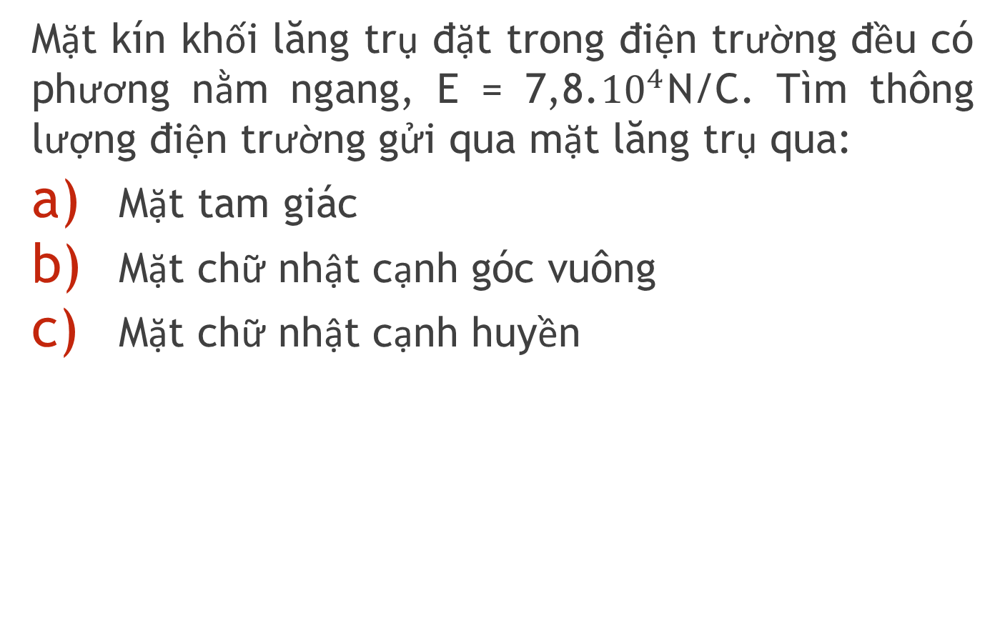 Mặt kín khối lăng trụ đặt trong điện trường đều có
phương nằm ngang, E = 7,8.10⁴N/C. Tìm thông
lượng điện trường gửi qua mặt lăng trụ qua:
a) Mặt tam giác
b) Mặt chữ nhật cạnh góc vuông
c) Mặt chữ nhật cạnh huyền